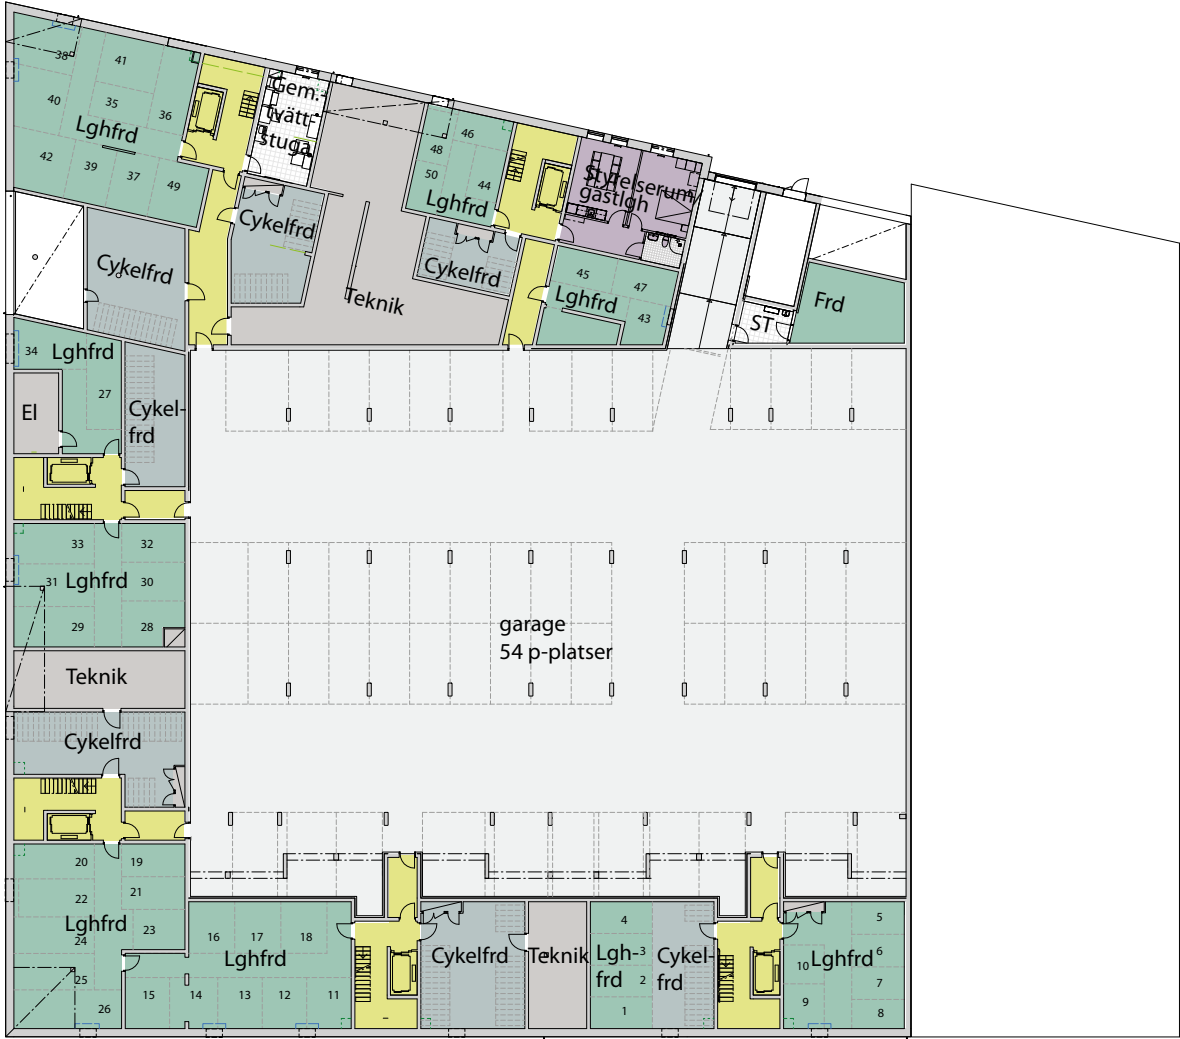 38
41
40
35
36
Lghfrd
42
39
37
49
Gem.
tvätt-
stuga
46
48
50
44
Lghfrd
Styrelserum/
gästlgh
Cykelfrd
Cykelfrd
Cykelfrd
Teknik
45
47
Lghfrd
43
Frd
ST
34
Lghfrd
27
El
Cykel-
frd
33
32
31
Lghfrd
30
29
28
garage
54 p-platser
Teknik
Cykelfrd
20
19
22
21
Lghfrd
23
24
25
26
16
17
18
Lghfrd
15
14
13
12
11
Cykelfrd
Teknik
4
Lgh-
frd
3
2
1
Cykel-
frd
5
6
10
Lghfrd
7
9
8